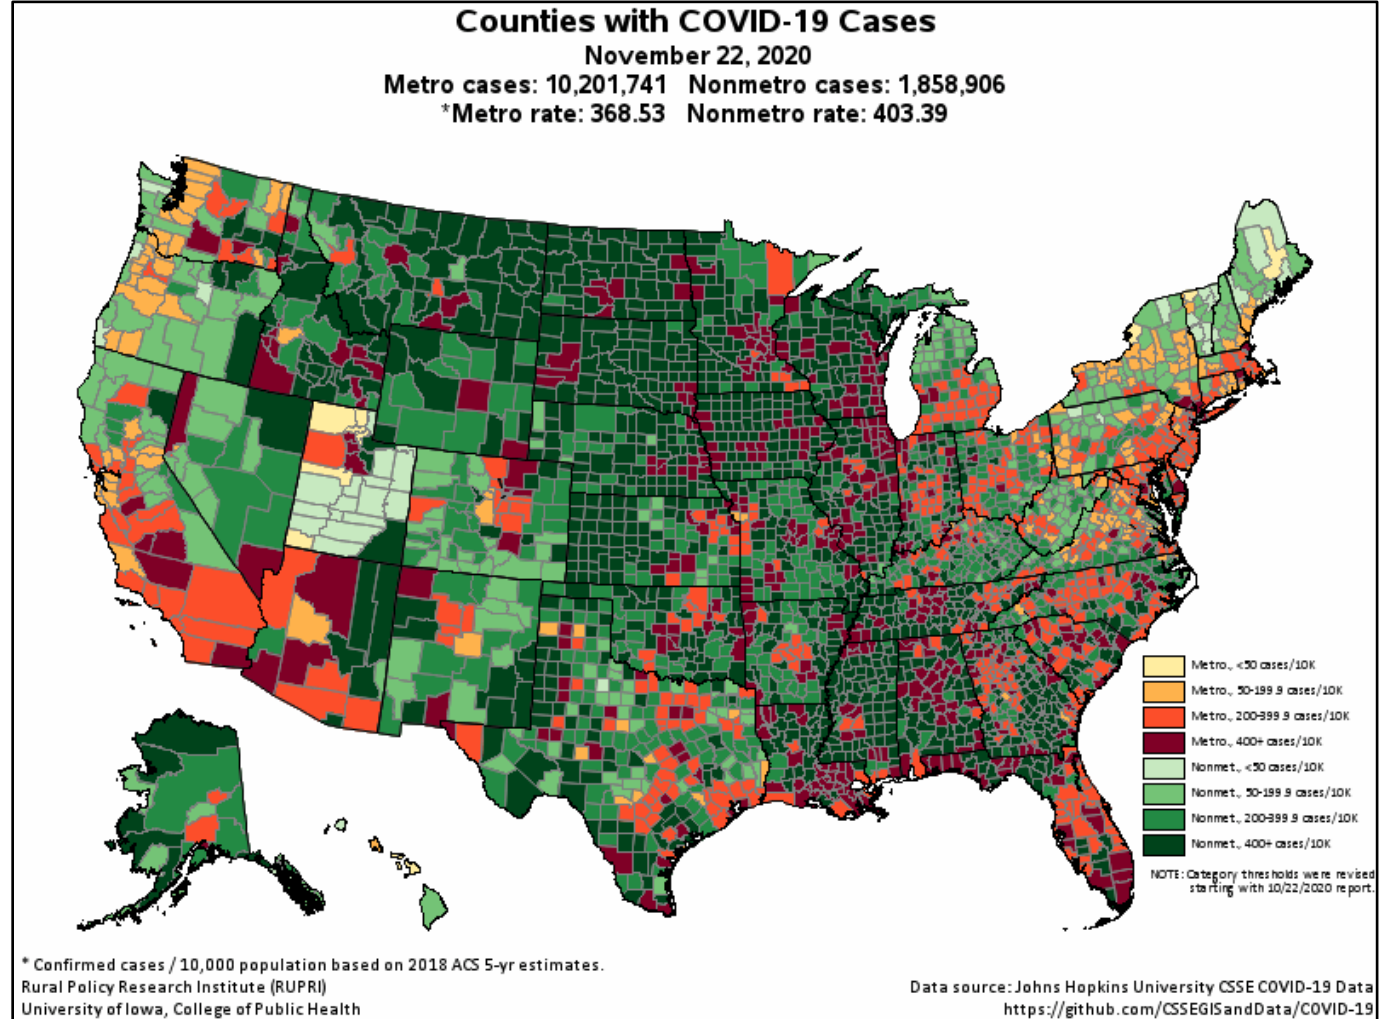 Counties with COVID-19 Cases
November 22, 2020
Metro cases: 10,201,741   Nonmetro cases: 1,858,906
*Metro rate: 368.53   Nonmetro rate: 403.39
Metro., <50 cases/10K
Metro., 50-199.9 cases/10K
Metro., 200-399.9 cases/10K
Metro., 400+ cases/10K
Nonmet., <50 cases/10K
Nonmet., 50-199.9 cases/10K
Nonmet., 200-399.9 cases/10K
Nonmet., 400+ cases/10K
NOTE: Category thresholds were revised
starting with 10/22/2020 report.
* Confirmed cases / 10,000 population based on 2018 ACS 5-yr estimates.
Rural Policy Research Institute (RUPRI)
University of Iowa, College of Public Health
Data source: Johns Hopkins University CSSE COVID-19 Data
https://github.com/CSSEGISandData/COVID-19